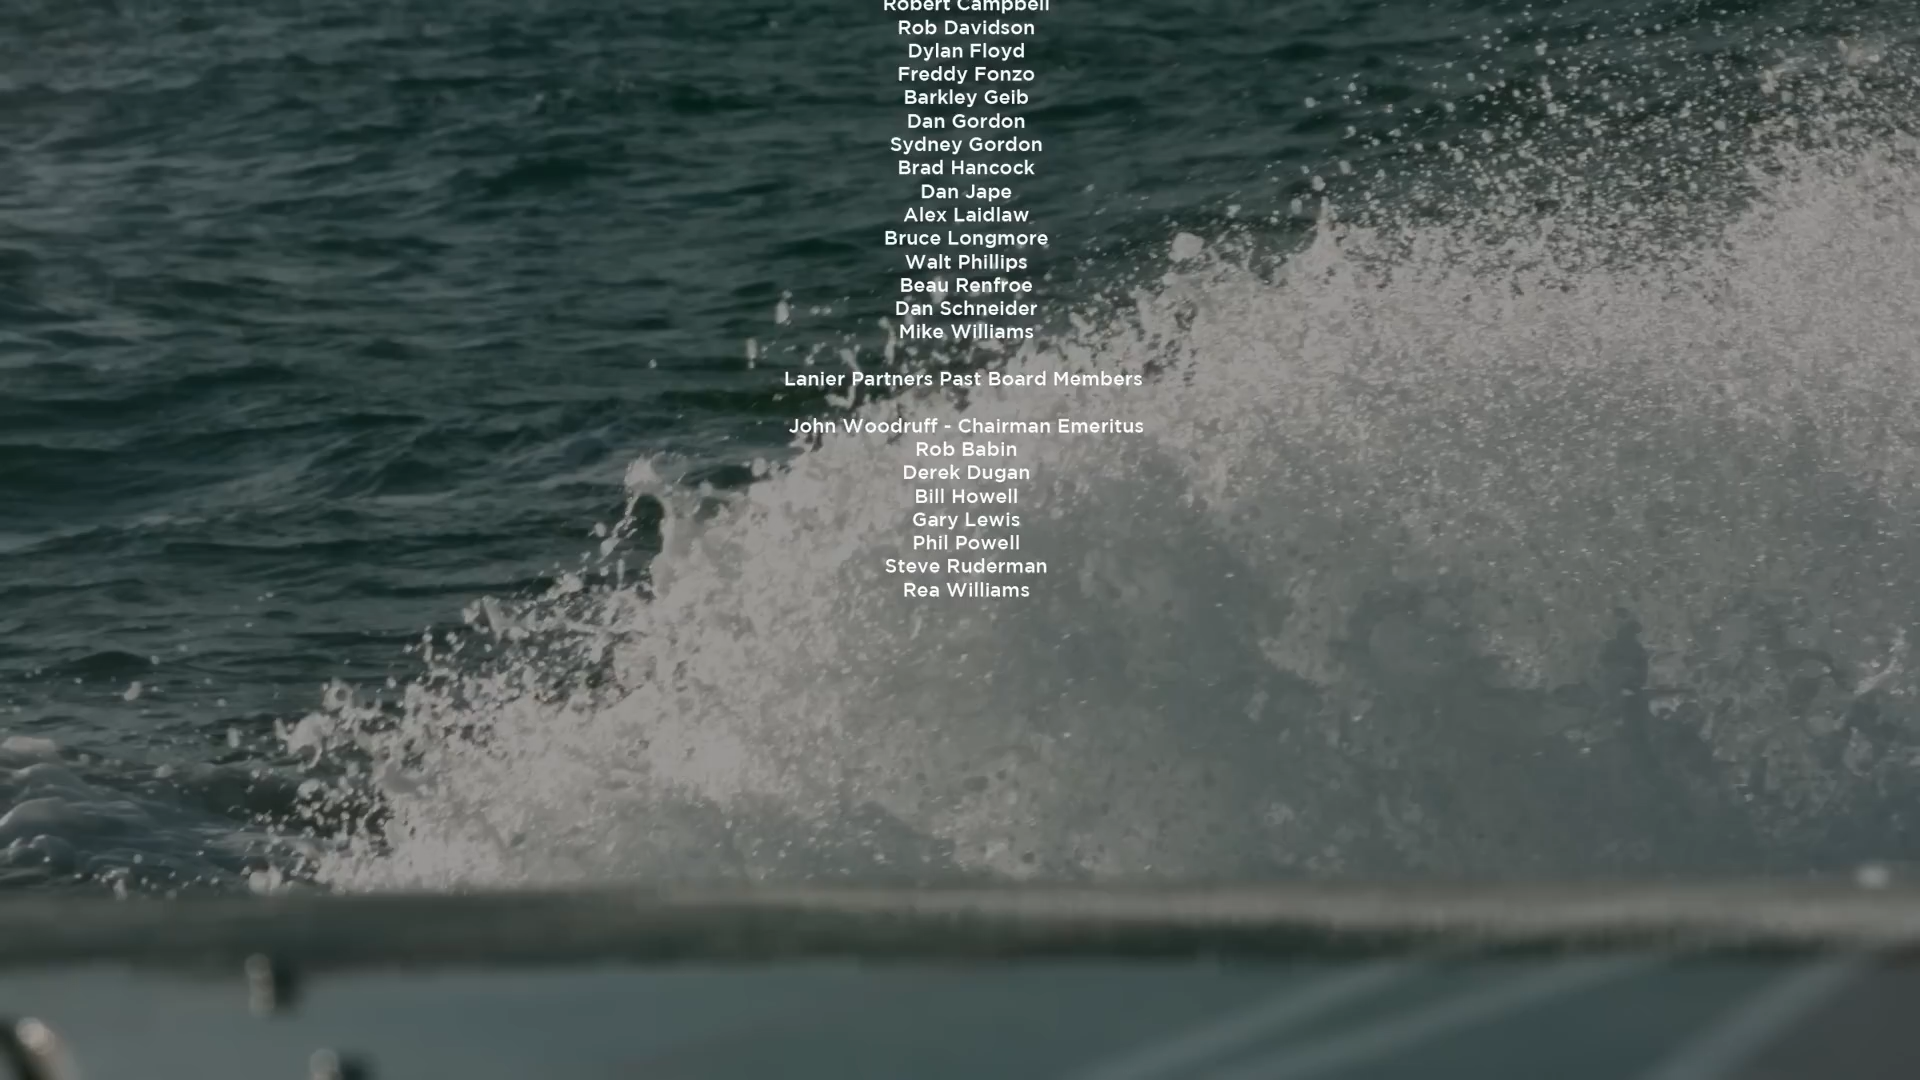 Robert Campbell
Rob Davidson
Dylan Floyd
Freddy Fonzo
Barkley Geib
Dan Gordon
Sydney Gordon
Brad Hancock
Dan Jape
Alex Laidlaw
Bruce Longmore
Walt Phillips
Beau Renfroe
Dan Schneider
Mike Williams
Lanier Partners Past Board Members
John Woodruff - Chairman Emeritus
Rob Babin
Derek Dugan
Bill Howell
Gary Lewis
Phil Powell
Steve Ruderman
Rea Williams